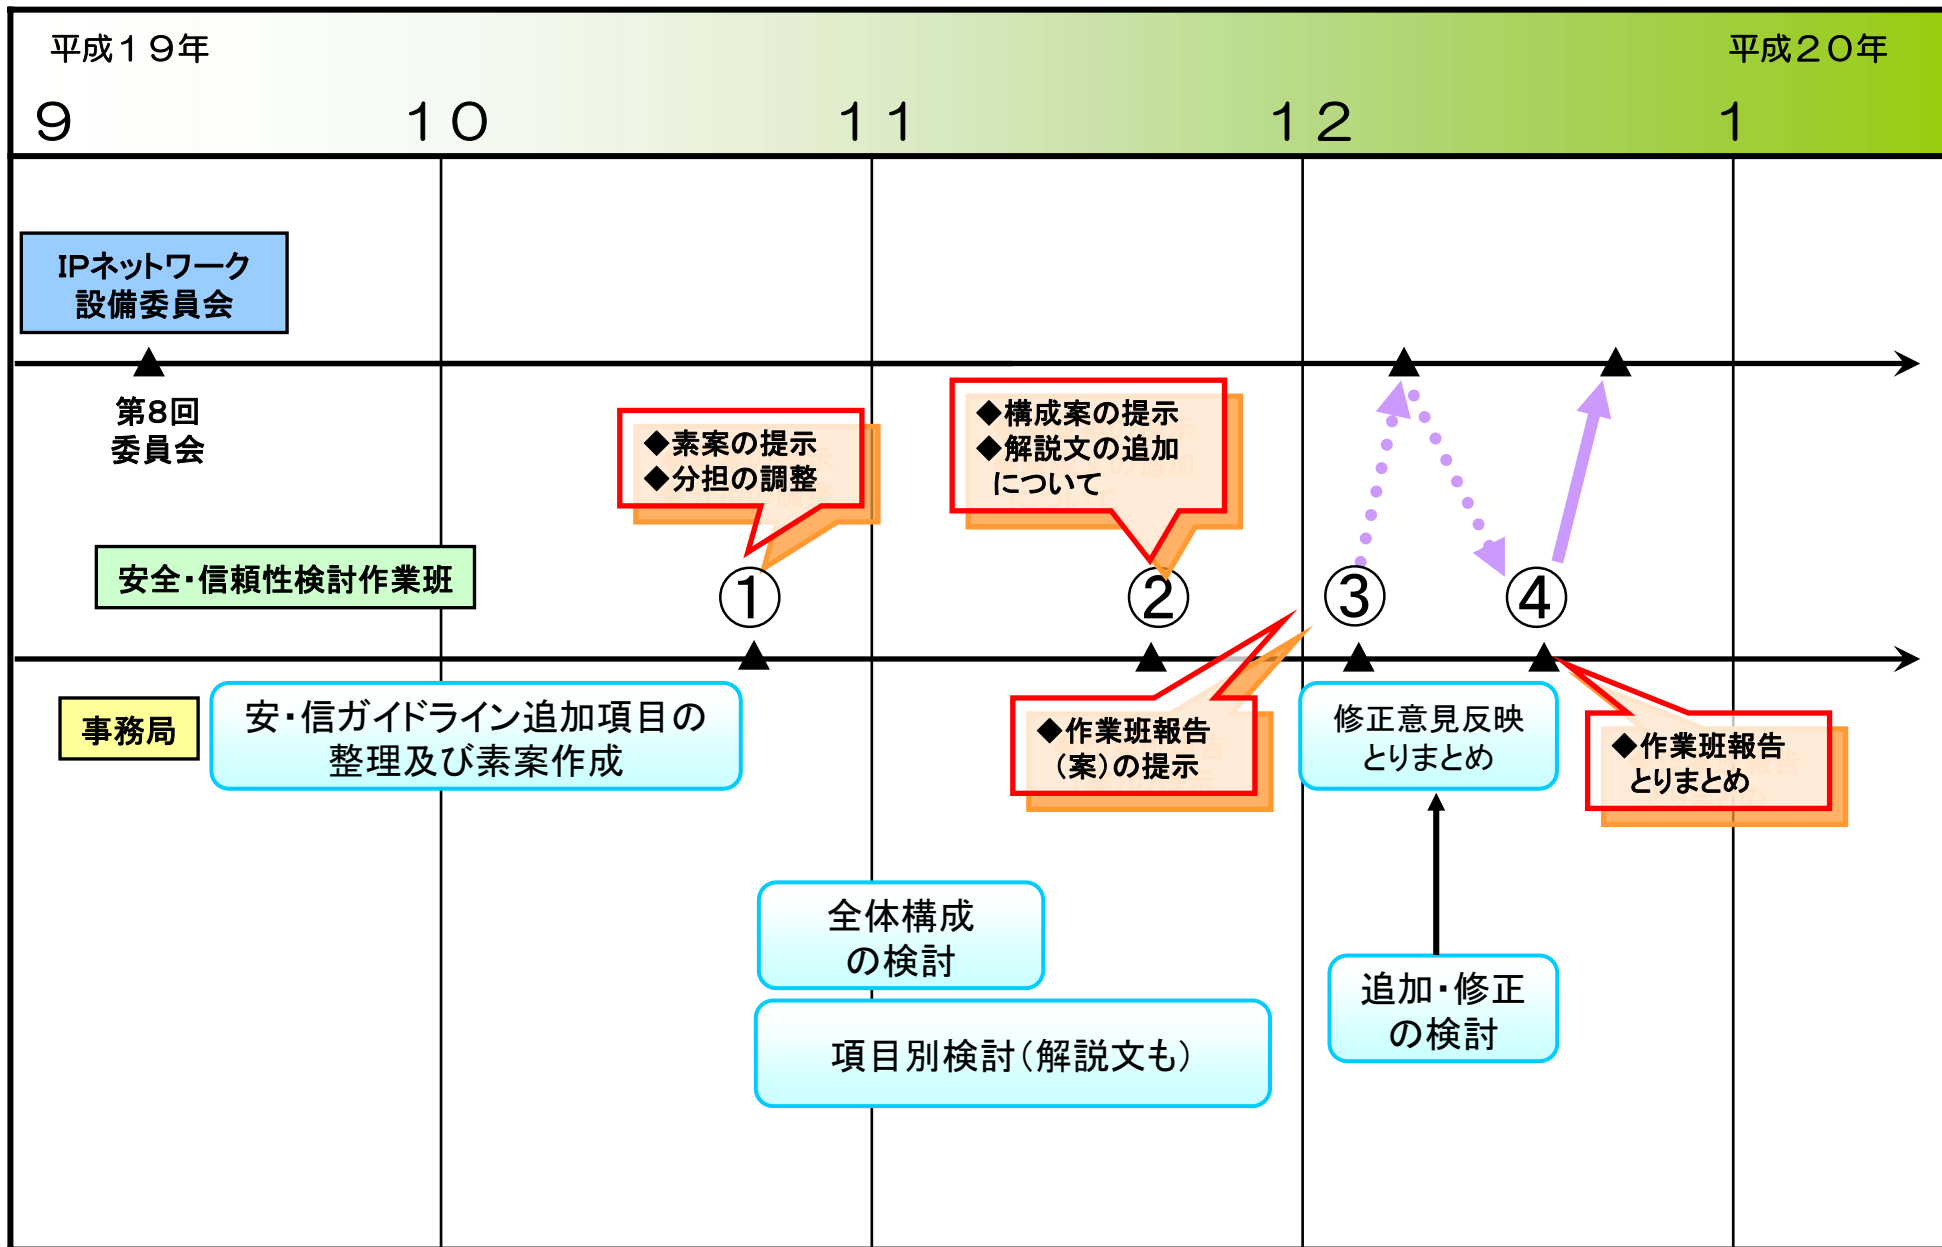 平成１９年
平成２０年
９
１０
１１
１２
１
IPネットワーク
設備委員会
第8回
委員会
◆素案の提示
◆分担の調整
◆構成案の提示
◆解説文の追加
について
安全・信頼性検討作業班
①
②
③
④
事務局
安・信ガイドライン追加項目の
整理及び素案作成
◆作業班報告
（案）の提示
修正意見反映
とりまとめ
◆作業班報告
とりまとめ
全体構成
の検討
追加・修正
の検討
項目別検討（解説文も）